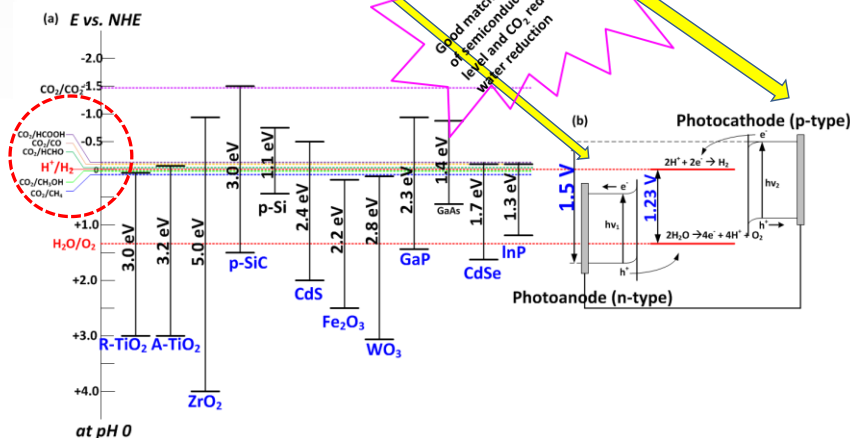 (a) E vs. NHE
-2.0
-1.5
-1.0
-0.5
0
+1.0
+2.0
+3.0
+4.0
at pH 0
CO₂/CO₂⁻
CO₂/HCOOH
CO₂/CO
CO₂/HCHO
H⁺/H₂
CO₂/CH₃OH
CO₂/CH₄
H₂O/O₂
3.0 eV
R-TiO₂
3.2 eV
A-TiO₂
5.0 eV
ZrO₂
3.0 eV
p-SiC
1.1 eV
p-Si
2.4 eV
CdS
2.2 eV
Fe₂O₃
2.8 eV
WO₃
2.3 eV
GaP
1.4 eV
GaAs
1.7 eV
CdSe
1.3 eV
InP
Good match
of semicondu
level and CO₂ red
water reduction
(b)
Photocathode (p-type)
e⁻
2H⁺ + 2e⁻ → H₂
hν₂
1.5 V
1.23 V
e⁻
hν₁
h⁺
h⁺
2H₂O →4e⁻ + 4H⁺ + O₂
Photoanode (n-type)